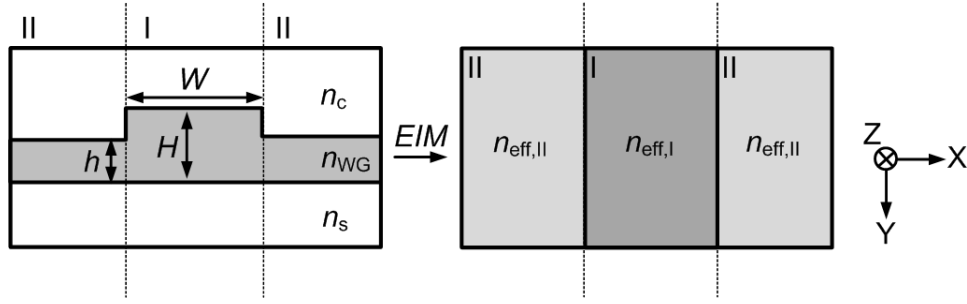 II I II
W
n_c
h H n_WG
n_s
EIM
II I II
n_eff,II n_eff,I n_eff,II
Z
X
Y